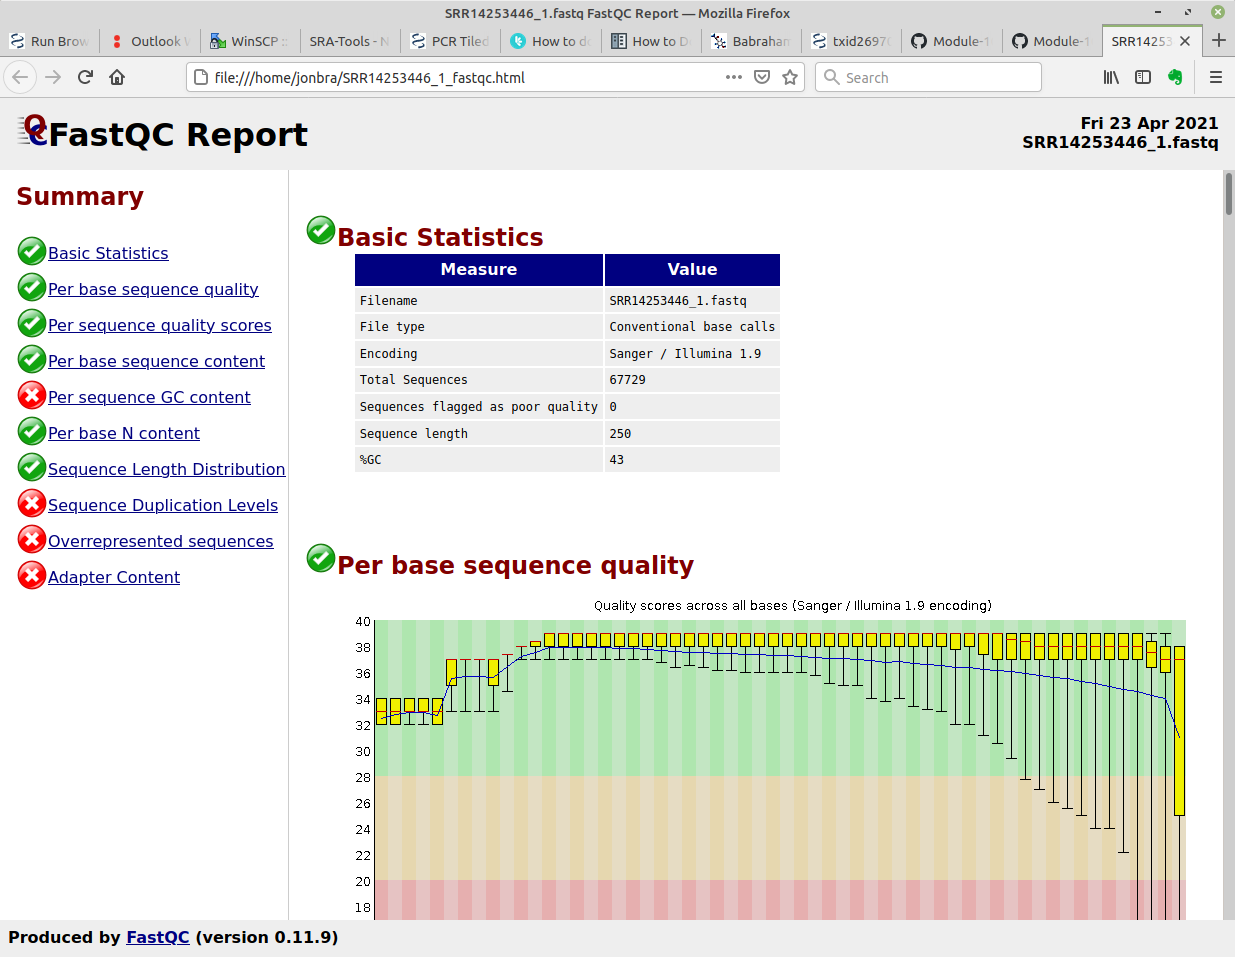 SRR14253446_1.fastq FastQC Report — Mozilla Firefox
Run Brow
Outlook
WinSCP ::
SRA-Tools - N
PCR Tiled
How to do
How to D
Babraham
txid2697
Module-1
Module-1
SRR14253
file:///home/jonbra/SRR14253446_1_fastqc.html
Search
FastQC Report
Fri 23 Apr 2021
SRR14253446_1.fastq
Summary
Basic Statistics
Per base sequence quality
Per sequence quality scores
Per base sequence content
Per sequence GC content
Per base N content
Sequence Length Distribution
Sequence Duplication Levels
Overrepresented sequences
Adapter Content
Basic Statistics
Measure Value
Filename SRR14253446_1.fastq
File type Conventional base calls
Encoding Sanger / Illumina 1.9
Total Sequences 67729
Sequences flagged as poor quality 0
Sequence length 250
%GC 43
Per base sequence quality
Quality scores across all bases (Sanger / Illumina 1.9 encoding)
40
38
36
34
32
30
28
26
24
22
20
18
Produced by FastQC (version 0.11.9)